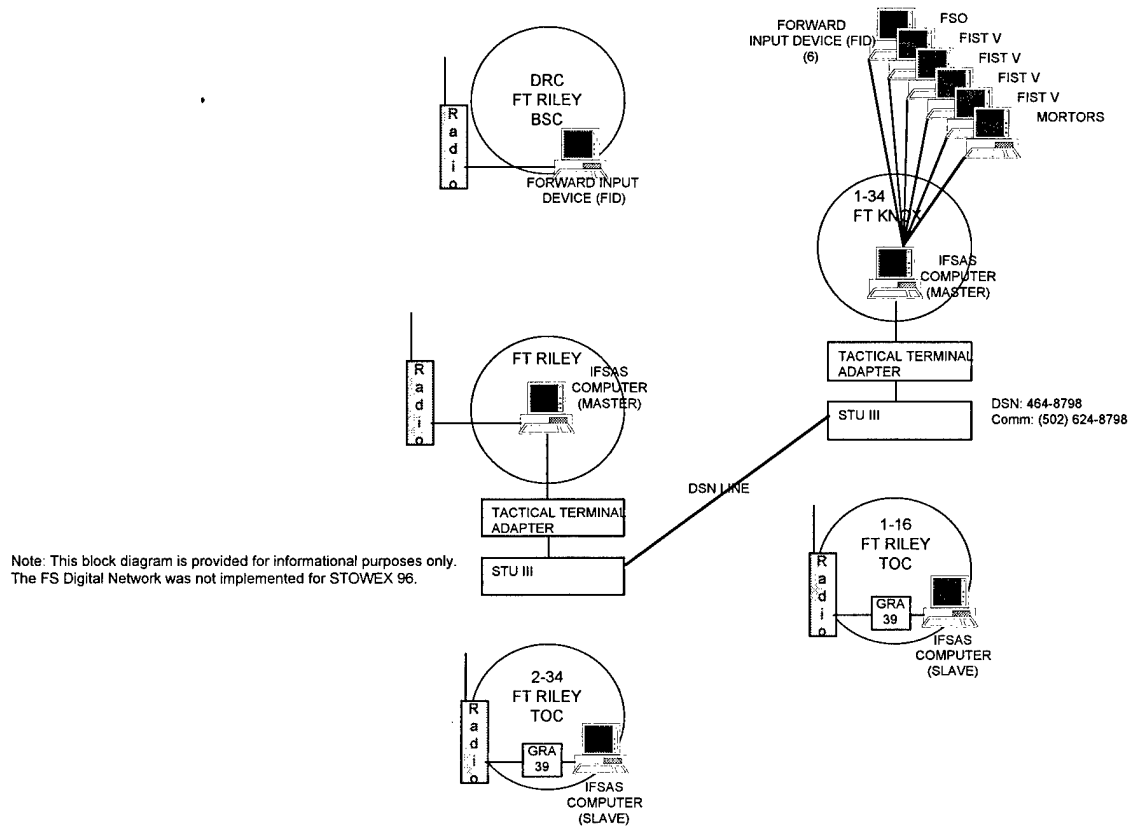 FORWARD
INPUT DEVICE (FID)
(6)
FSO
FIST V
FIST V
FIST V
FIST V
MORTORS
DRC
FT RILEY
BSC
Radio
FORWARD INPUT
DEVICE (FID)
1-34
FT KNOX
IFSAS
COMPUTER
(MASTER)
TACTICAL TERMINAL
ADAPTER
STU III
DSN: 464-8798
Comm: (502) 624-8798
FT RILEY
IFSAS
COMPUTER
(MASTER)
Radio
TACTICAL TERMINAL
ADAPTER
STU III
DSN LINE
Note: This block diagram is provided for informational purposes only.
The FS Digital Network was not implemented for STOWEX 96.
1-16
FT RILEY
TOC
Radio
GRA
39
IFSAS
COMPUTER
(SLAVE)
2-34
FT RILEY
TOC
Radio
GRA
39
IFSAS
COMPUTER
(SLAVE)